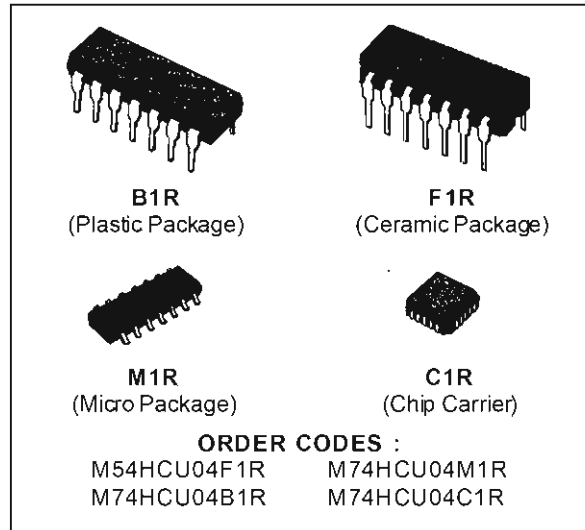 B1R
(Plastic Package)
F1R
(Ceramic Package)
M1R
(Micro Package)
C1R
(Chip Carrier)
ORDER CODES :
M54HCU04F1R M74HCU04M1R
M74HCU04B1R M74HCU04C1R